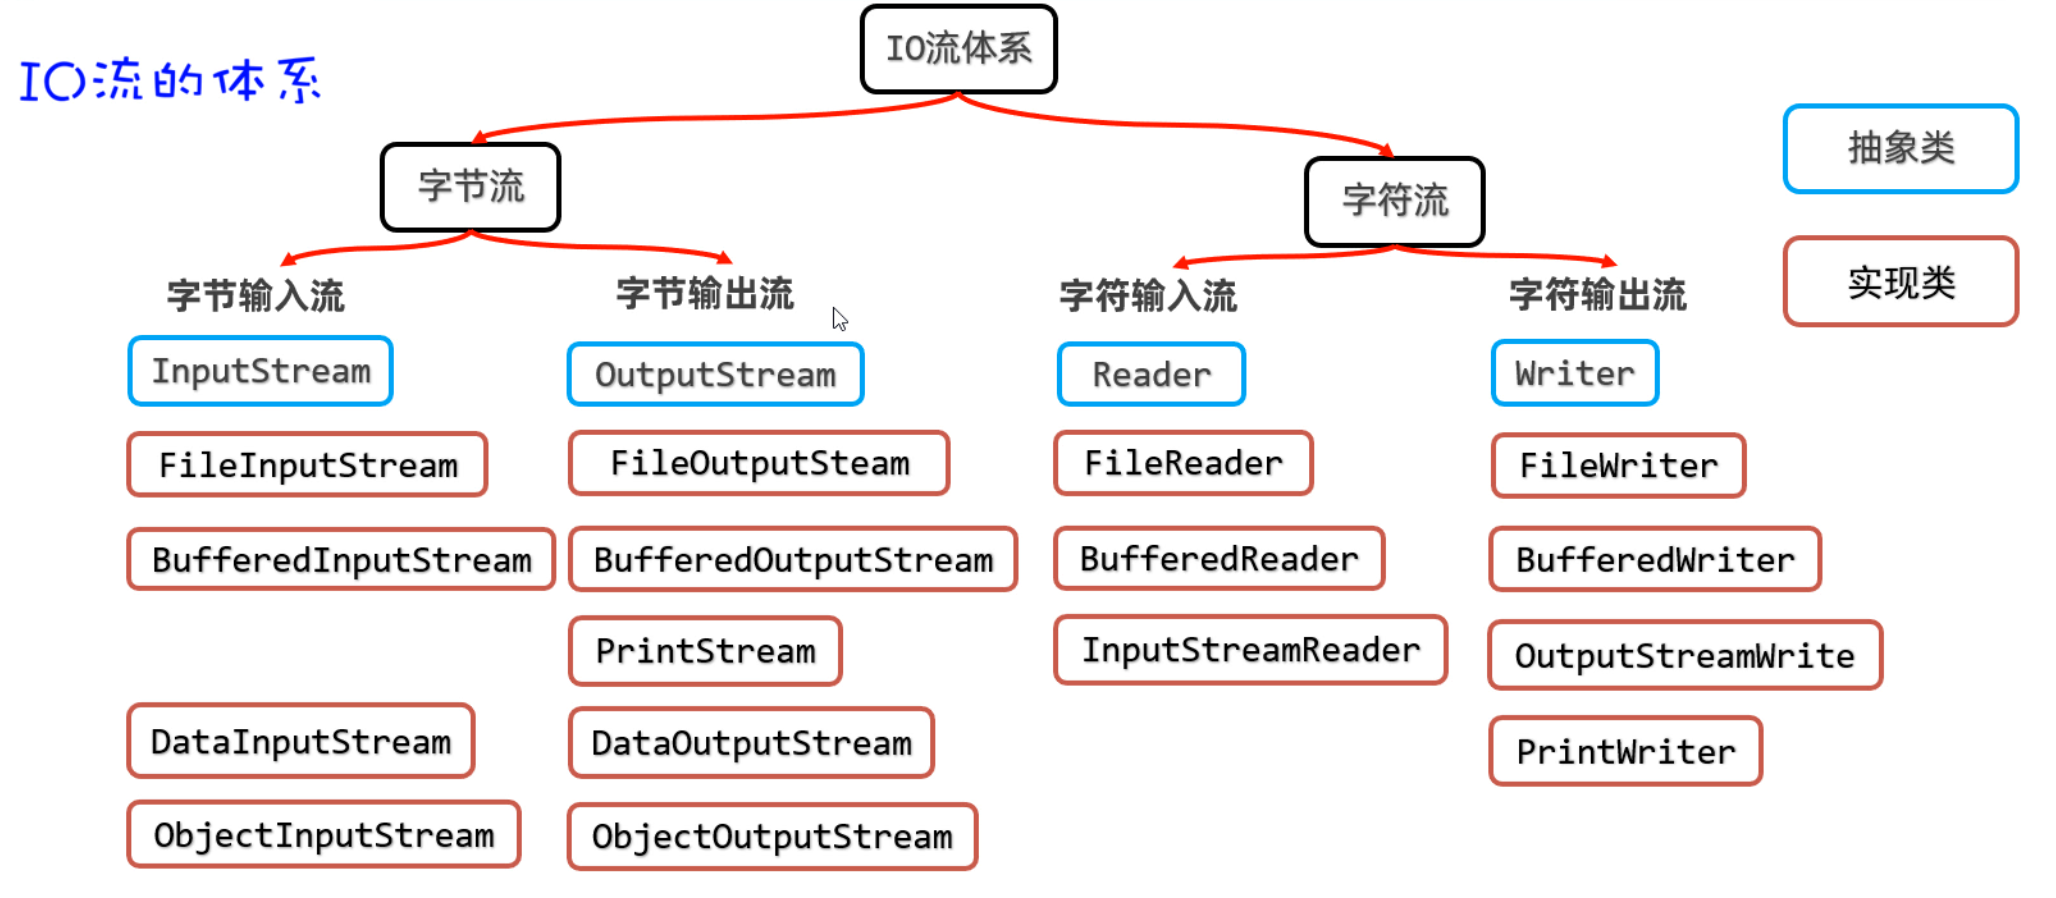 IO流的体系
IO流体系
字节流
字符流
抽象类
实现类
字节输入流
字节输出流
字符输入流
字符输出流
InputStream
OutputStream
Reader
Writer
FileInputStream
FileOutputSteam
FileReader
FileWriter
BufferedInputStream
BufferedOutputStream
BufferedReader
BufferedWriter
PrintStream
InputStreamReader
OutputStreamWrite
DataInputStream
DataOutputStream
PrintWriter
ObjectInputStream
ObjectOutputStream